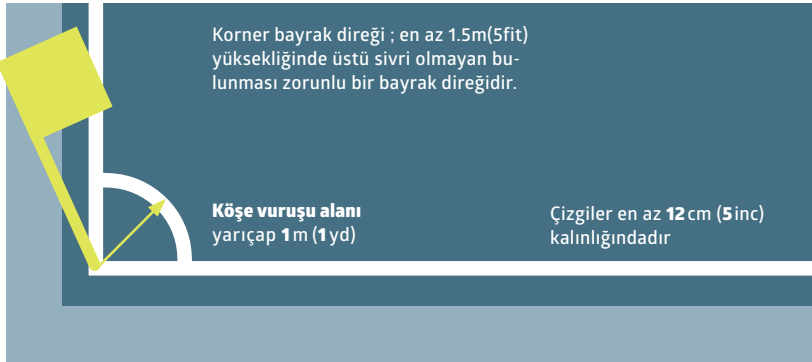 Korner bayrak direği ; en az 1.5m(5fit)
yüksekliğinde üstü sivri olmayan bu-
lunması zorunlu bir bayrak direğidir.
Köşe vuruşu alanı
yarıçap 1 m (1 yd)
Çizgiler en az 12 cm (5 inc)
kalınlığındadır